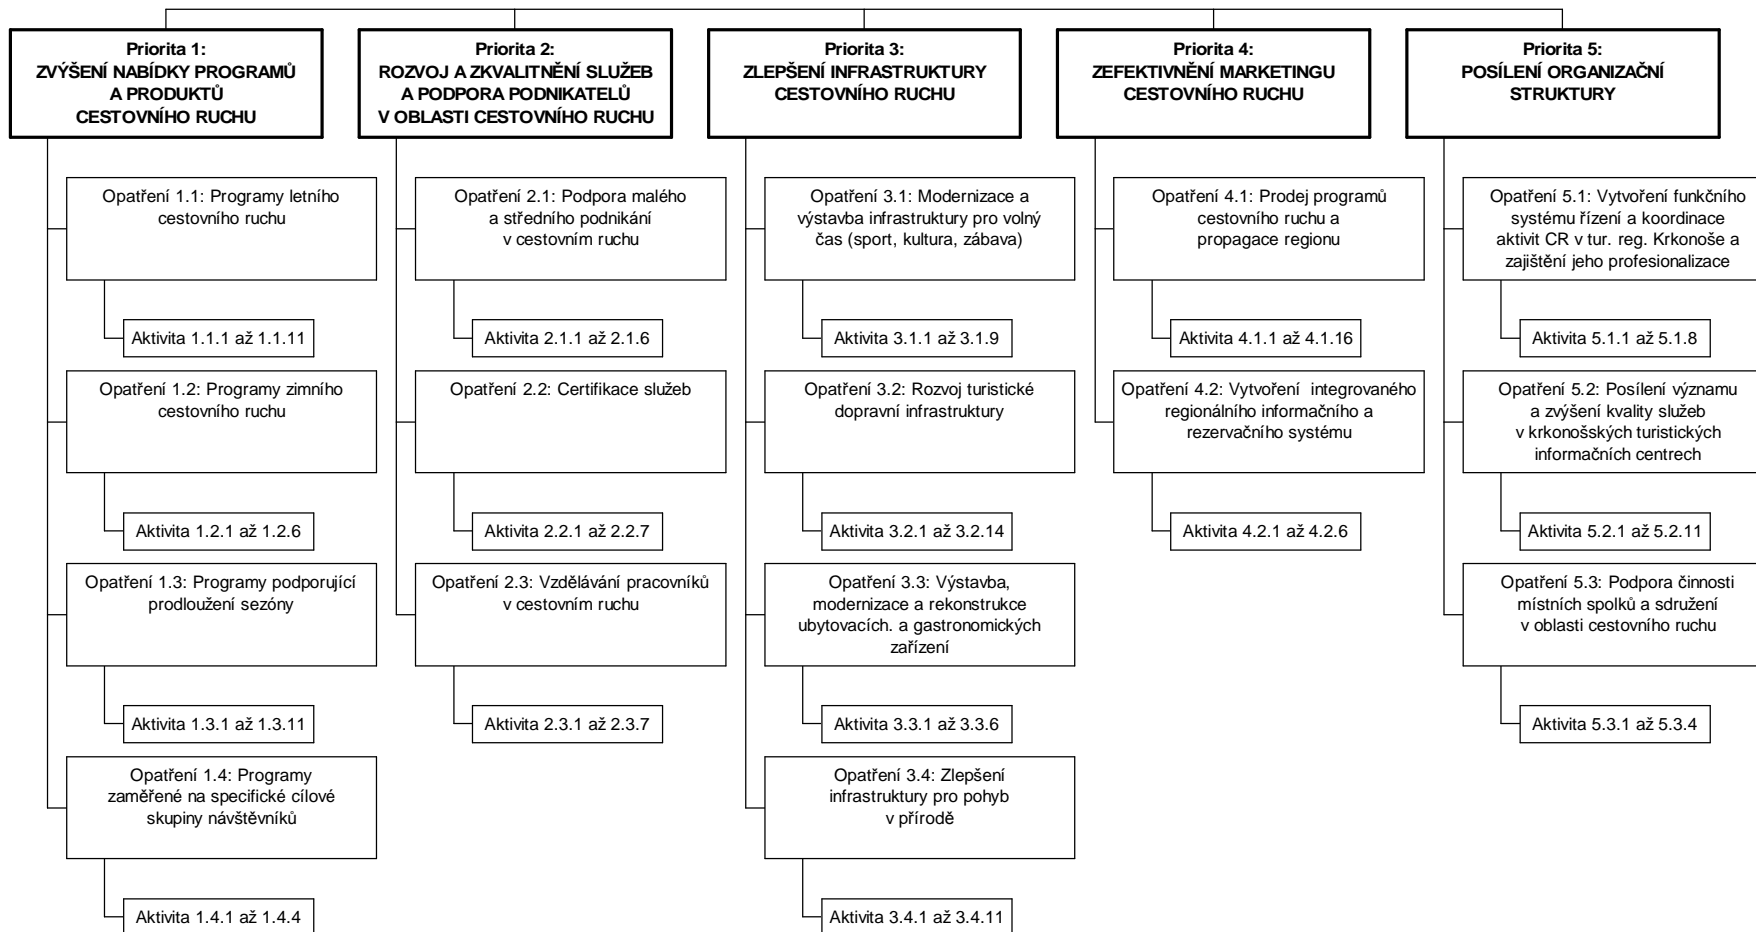 Priorita 1:
ZVÝŠENÍ NABÍDKY PROGRAMŮ
A PRODUKTŮ
CESTOVNÍHO RUCHU
Opatření 1.1: Programy letního
cestovního ruchu
Aktivita 1.1.1 až 1.1.11
Opatření 1.2: Programy zimního
cestovního ruchu
Aktivita 1.2.1 až 1.2.6
Opatření 1.3: Programy podporující
prodloužení sezóny
Aktivita 1.3.1 až 1.3.11
Opatření 1.4: Programy
zaměřené na specifické cílové
skupiny návštěvníků
Aktivita 1.4.1 až 1.4.4
Priorita 2:
ROZVOJ A ZKVALITNĚNÍ SLUŽEB
A PODPORA PODNIKATELŮ
V OBLASTI CESTOVNÍHO RUCHU
Opatření 2.1: Podpora malého
a středního podnikání
v cestovním ruchu
Aktivita 2.1.1 až 2.1.6
Opatření 2.2: Certifikace služeb
Aktivita 2.2.1 až 2.2.7
Opatření 2.3: Vzdělávání pracovníků
v cestovním ruchu
Aktivita 2.3.1 až 2.3.7
Priorita 3:
ZLEPŠENÍ INFRASTRUKTURY
CESTOVNÍHO RUCHU
Opatření 3.1: Modernizace a
výstavba infrastruktury pro volný
čas (sport, kultura, zábava)
Aktivita 3.1.1 až 3.1.9
Opatření 3.2: Rozvoj turistické
dopravní infrastruktury
Aktivita 3.2.1 až 3.2.14
Opatření 3.3: Výstavba,
modernizace a rekonstrukce
ubytovacích. a gastronomických
zařízení
Aktivita 3.3.1 až 3.3.6
Opatření 3.4: Zlepšení
infrastruktury pro pohyb
v přírodě
Aktivita 3.4.1 až 3.4.11
Priorita 4:
ZEFEKTIVNĚNÍ MARKETINGU
CESTOVNÍHO RUCHU
Opatření 4.1: Prodej programů
cestovního ruchu a
propagace regionu
Aktivita 4.1.1 až 4.1.16
Opatření 4.2: Vytvoření integrovaného
regionálního informačního a
rezervačního systému
Aktivita 4.2.1 až 4.2.6
Priorita 5:
POSÍLENÍ ORGANIZAČNÍ
STRUKTURY
Opatření 5.1: Vytvoření funkčního
systému řízení a koordinace
aktivit CR v tur. reg. Krkonoše a
zajištění jeho profesionalizace
Aktivita 5.1.1 až 5.1.8
Opatření 5.2: Posílení významu
a zvýšení kvality služeb
v krkonošských turistických
informačních centrech
Aktivita 5.2.1 až 5.2.11
Opatření 5.3: Podpora činnosti
místních spolků a sdružení
v oblasti cestovního ruchu
Aktivita 5.3.1 až 5.3.4